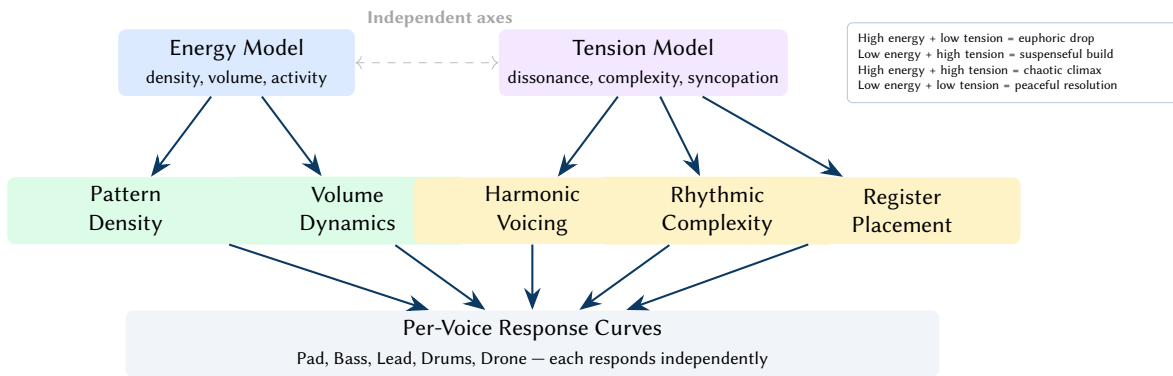 Independent axes
Energy Model
density, volume, activity
Tension Model
dissonance, complexity, syncopation
High energy + low tension = euphoric drop
Low energy + high tension = suspenseful build
High energy + high tension = chaotic climax
Low energy + low tension = peaceful resolution
Pattern
Density
Volume
Dynamics
Harmonic
Voicing
Rhythmic
Complexity
Register
Placement
Per-Voice Response Curves
Pad, Bass, Lead, Drums, Drone — each responds independently